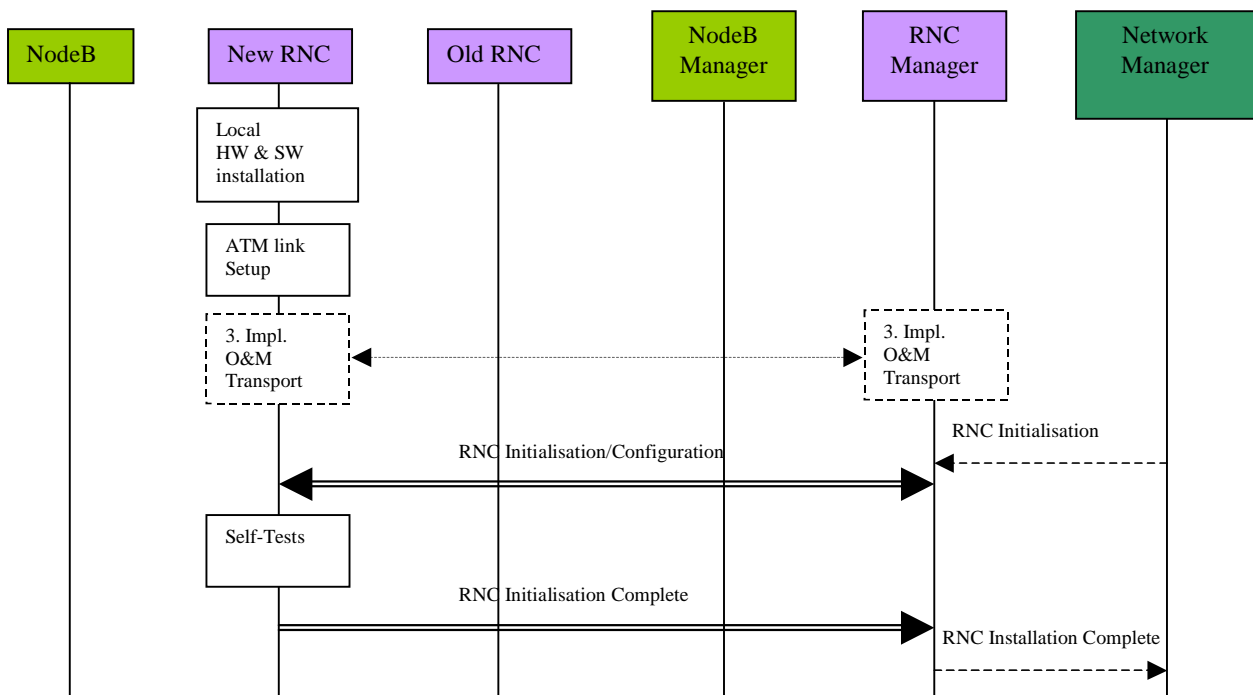 NodeB
New RNC
Old RNC
NodeB
Manager
RNC
Manager
Network
Manager
Local
HW & SW
installation
ATM link
Setup
3. Impl.
O&M
Transport
3. Impl.
O&M
Transport
RNC Initialisation
RNC Initialisation/Configuration
Self-Tests
RNC Initialisation Complete
RNC Installation Complete